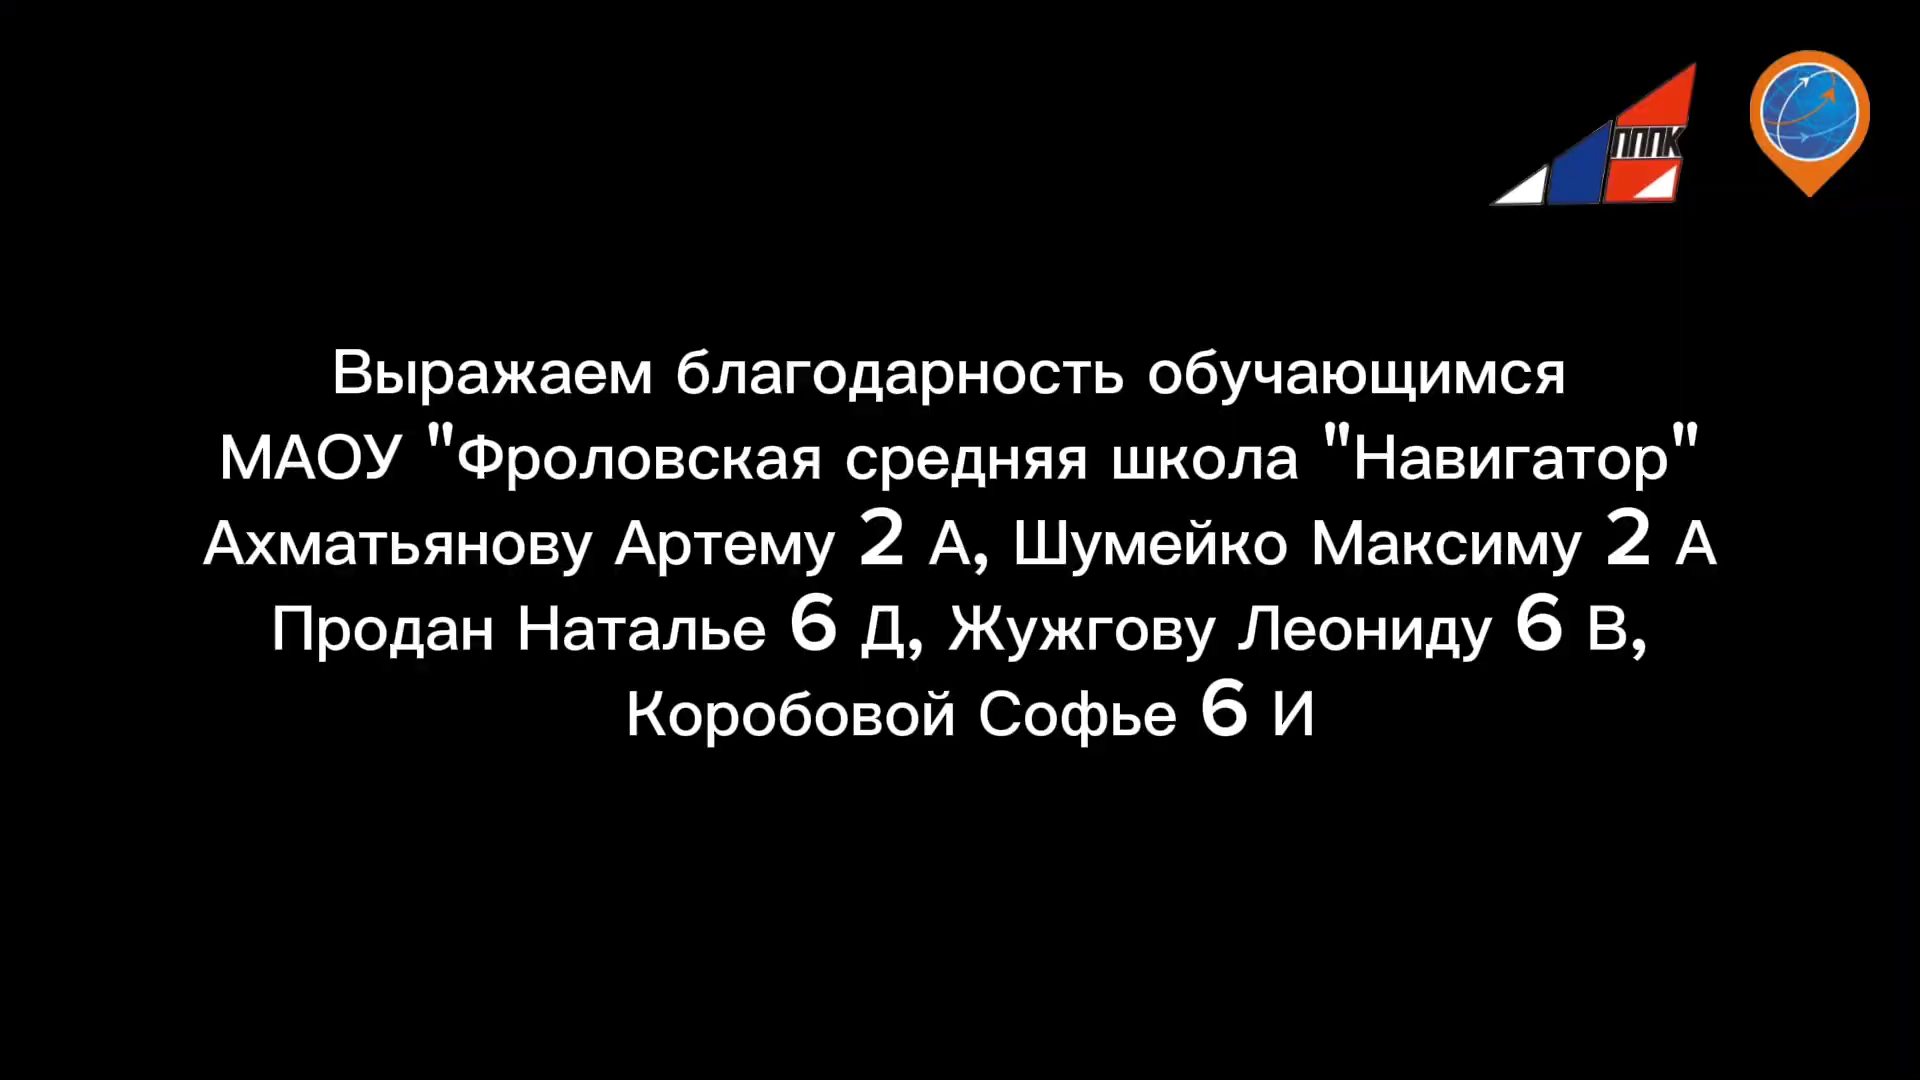 ПППК
Выражаем благодарность обучающимся
МАОУ "Фроловская средняя школа "Навигатор"
Ахматьянову Артему 2 А, Шумейко Максиму 2 А
Продан Наталье 6 Д, Жужгову Леониду 6 В,
Коробовой Софье 6 И